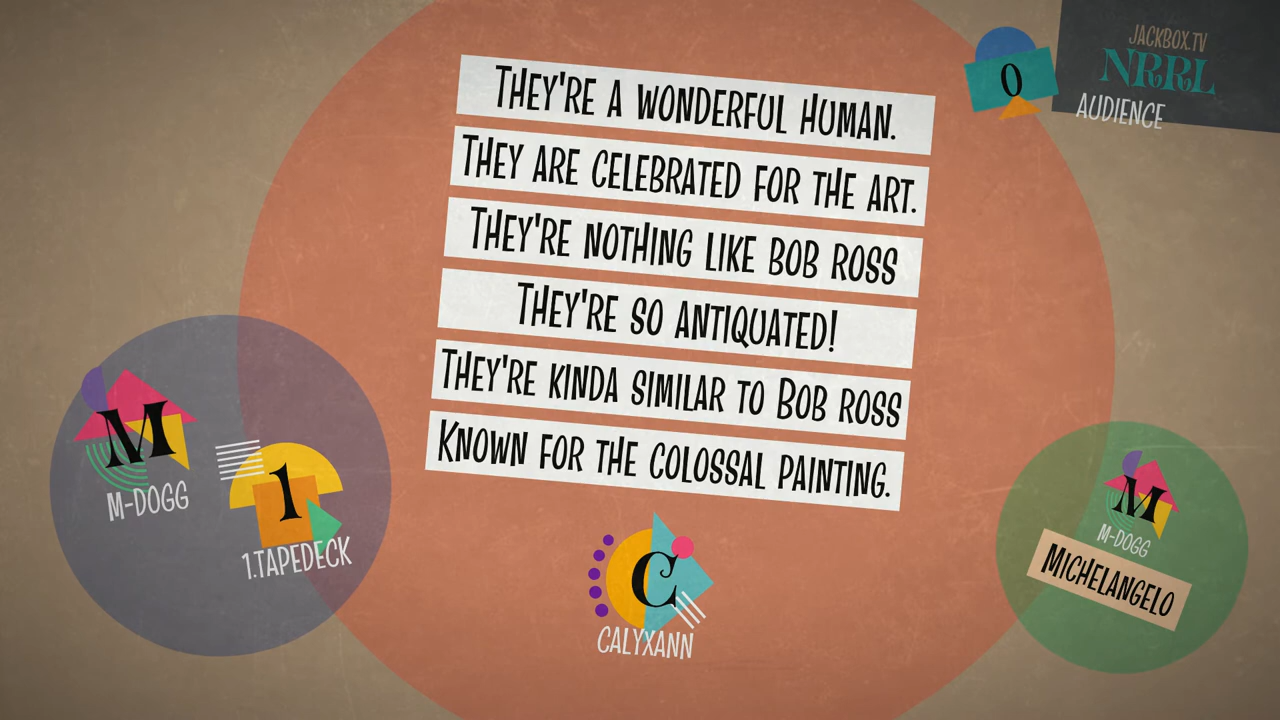 JACKBOX.TV
NRRL
AUDIENCE
0
THEY'RE A WONDERFUL HUMAN.
THEY ARE CELEBRATED FOR THE ART.
THEY'RE NOTHING LIKE BOB ROSS
THEY'RE SO ANTIQUATED!
THEY'RE KINDA SIMILAR TO BOB ROSS
KNOWN FOR THE COLOSSAL PAINTING.
M
M-DOGG
1
1.TAPEDECK
C
CALYXANN
M
M-DOGG
MICHELANGELO